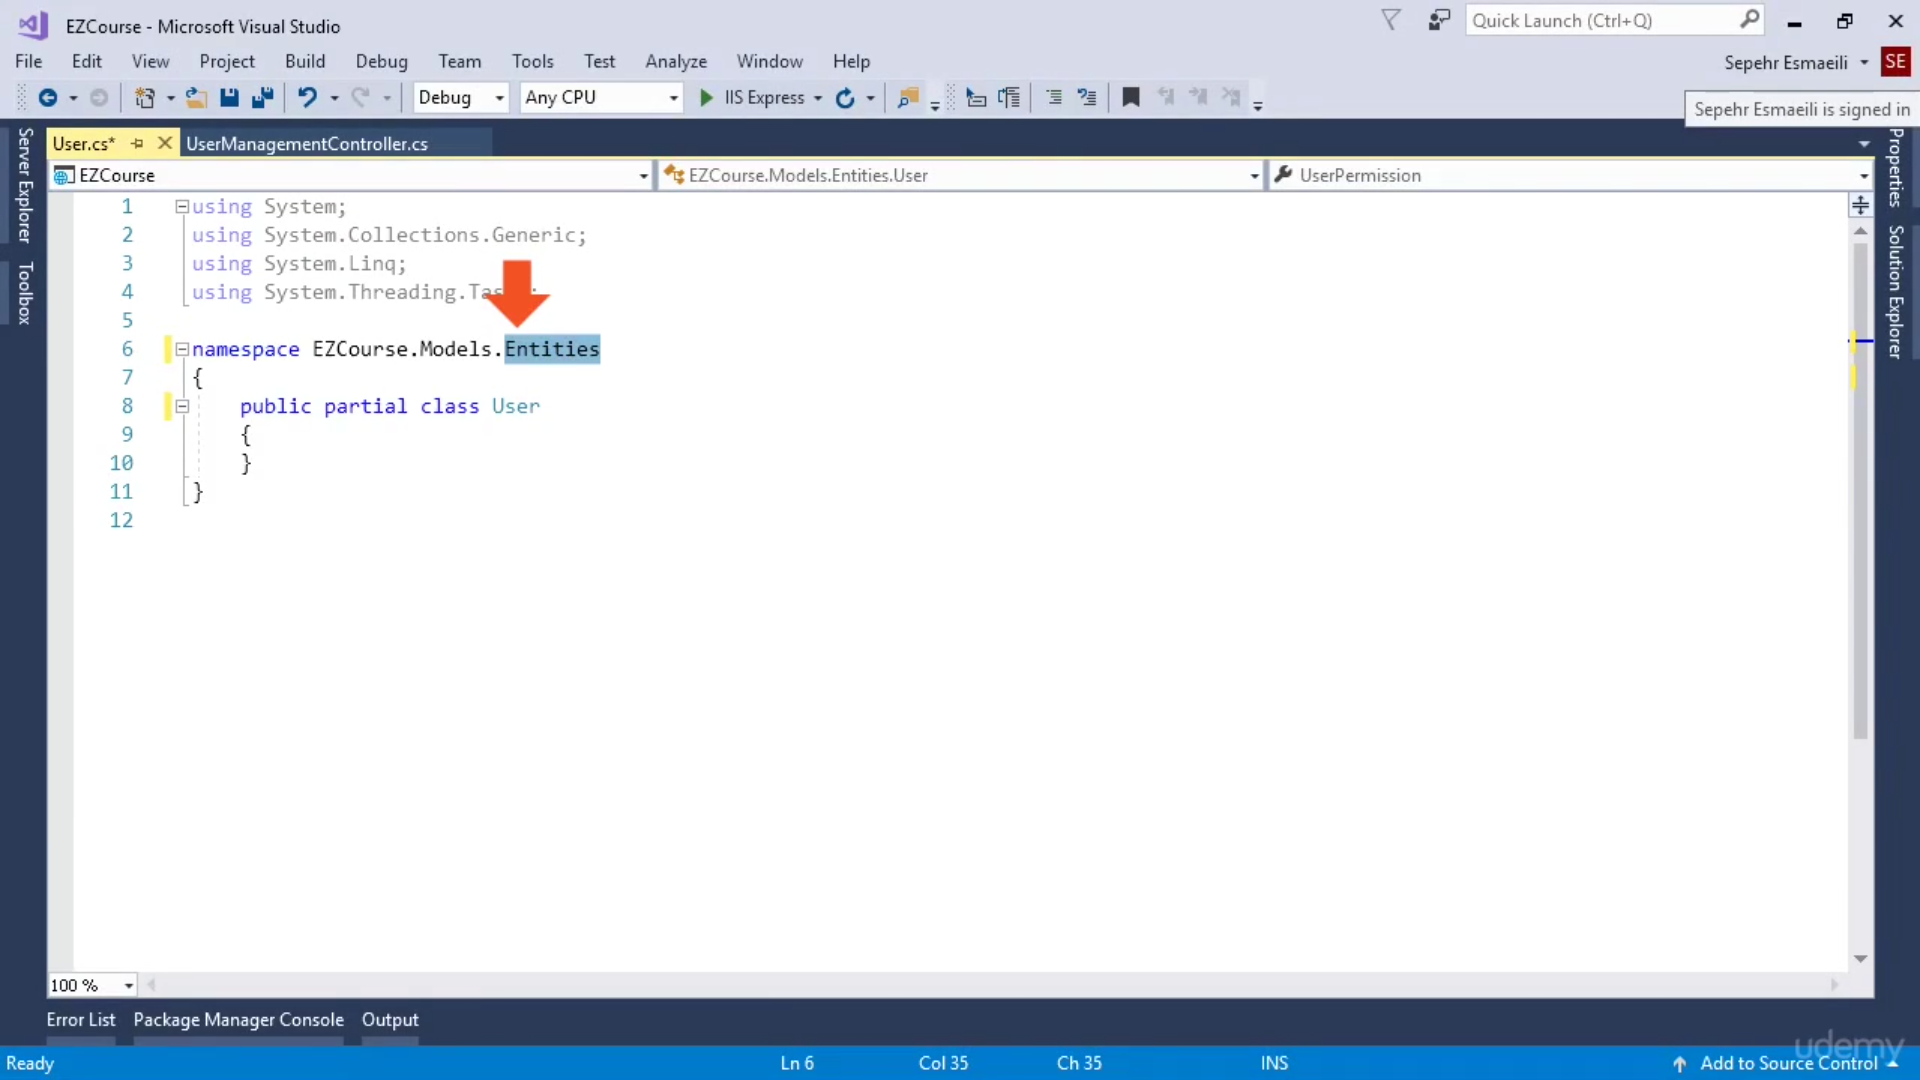 EZCourse - Microsoft Visual Studio
Quick Launch (Ctrl+Q)
File Edit View Project Build Debug Team Tools Test Analyze Window Help
Sepehr Esmaeili SE
Debug Any CPU IIS Express
Sepehr Esmaeili is signed in
Server Explorer
Toolbox
Properties
Solution Explorer
User.cs* UserManagementController.cs
EZCourse EZCourse.Models.Entities.User UserPermission
1 using System;
2 using System.Collections.Generic;
3 using System.Linq;
4 using System.Threading.
5
6 namespace EZCourse.Models.Entities
7 {
8 public partial class User
9 {
10 }
11 }
12
100 %
Error List Package Manager Console Output
udemy
Ready Ln 6 Col 35 Ch 35 INS Add to Source Control